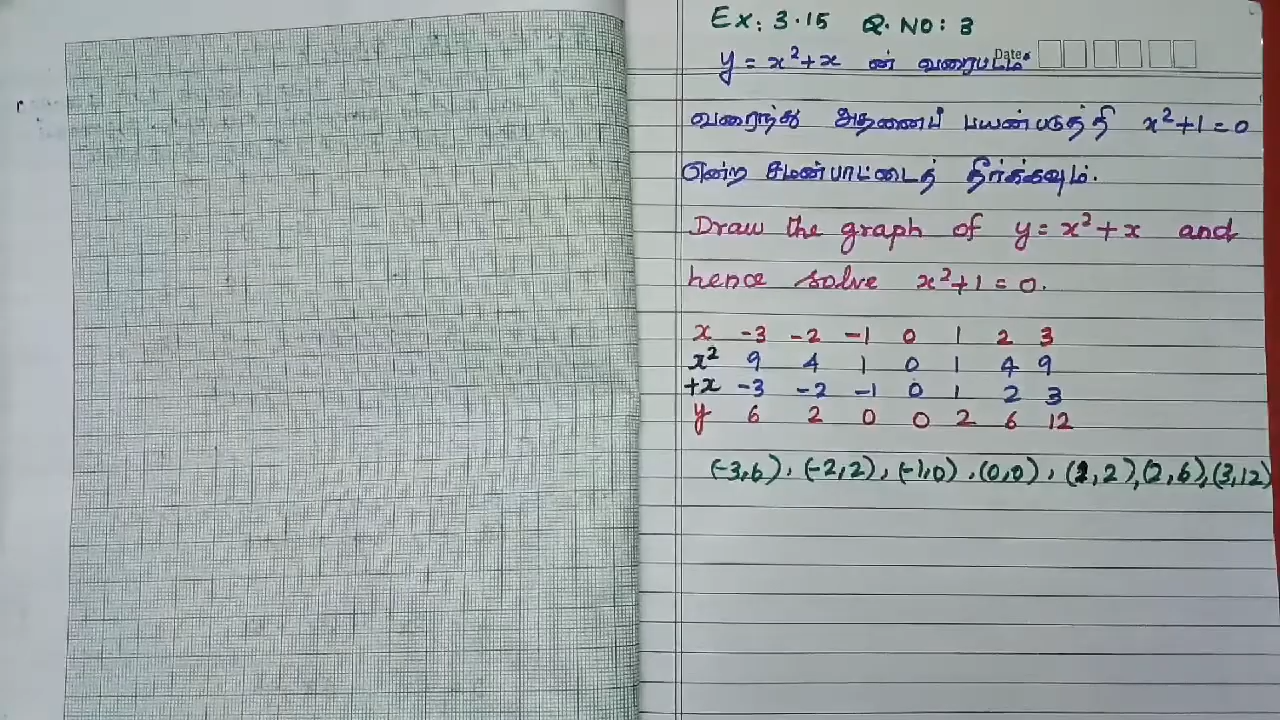 Ex: 3.15 Q. NO: 3
Date
y = x²+x ன் வரைபடம்
வரைந்து அதனைப் பயன்படுத்தி x²+1=0
என்ற சமன்பாட்டைத் தீர்க்கவும்.
Draw the graph of y=x²+x and
hence solve x²+1=0.
x -3 -2 -1 0 1 2 3
x² 9 4 1 0 1 4 9
+x -3 -2 -1 0 1 2 3
y 6 2 0 0 2 6 12
(-3,6), (-2,2), (-1,0), (0,0), (1,2), (2,6), (3,12)